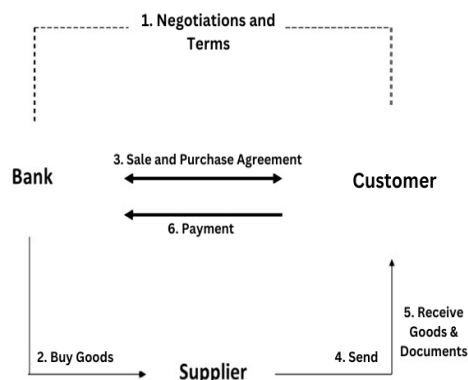 1. Negotiations and
Terms
3. Sale and Purchase Agreement
Bank
Customer
6. Payment
5. Receive
Goods &
Documents
2. Buy Goods
4. Send
Supplier